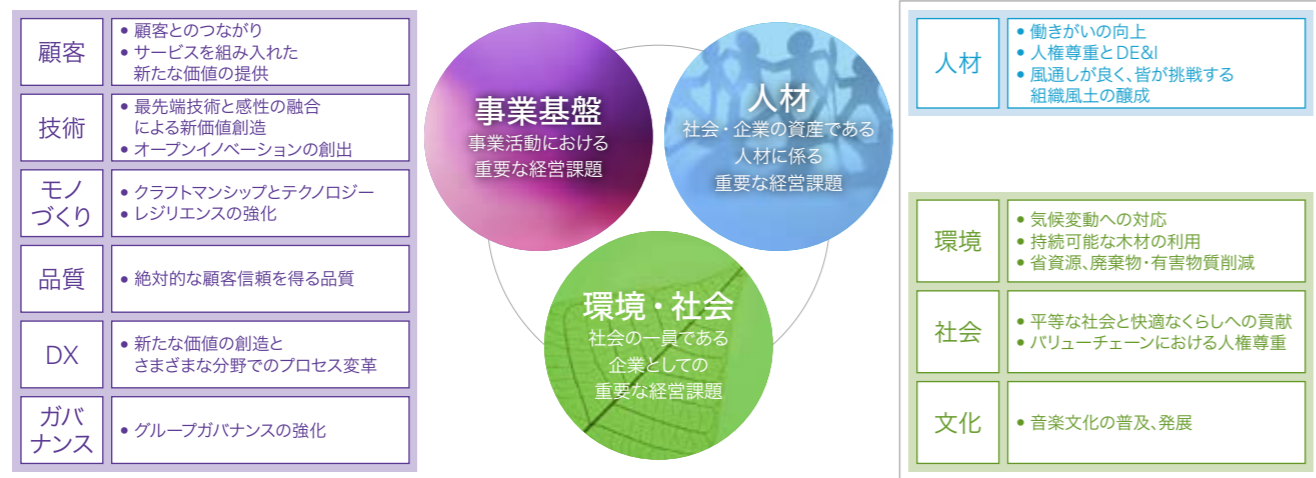 顧客
• 顧客とのつながり
• サービスを組み入れた
新たな価値の提供
技術
• 最先端技術と感性の融合
による新価値創造
• オープンイノベーションの創出
モノ
づくり
• クラフトマンシップとテクノロジー
• レジリエンスの強化
品質
• 絶対的な顧客信頼を得る品質
DX
• 新たな価値の創造と
さまざまな分野でのプロセス変革
ガバ
ナンス
• グループガバナンスの強化
事業基盤
事業活動における
重要な経営課題
人材
社会・企業の資産である
人材に係る
重要な経営課題
環境・社会
社会の一員である
企業としての
重要な経営課題
人材
• 働きがいの向上
• 人権尊重とDE&I
• 風通しが良く、皆が挑戦する
組織風土の醸成
環境
• 気候変動への対応
• 持続可能な木材の利用
• 省資源、廃棄物・有害物質削減
社会
• 平等な社会と快適なくらしへの貢献
• バリューチェーンにおける人権尊重
文化
• 音楽文化の普及、発展